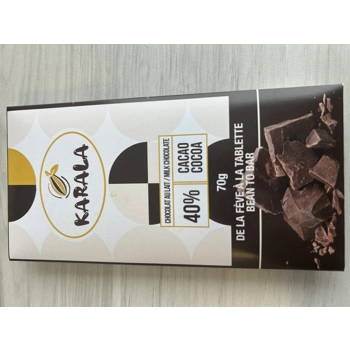 KARALA
CHOCOLAT AU LAIT / MILK CHOCOLATE
40% CACAO
COCOA
70g
DE LA FÈVE À LA TABLETTE
BEAN TO BAR